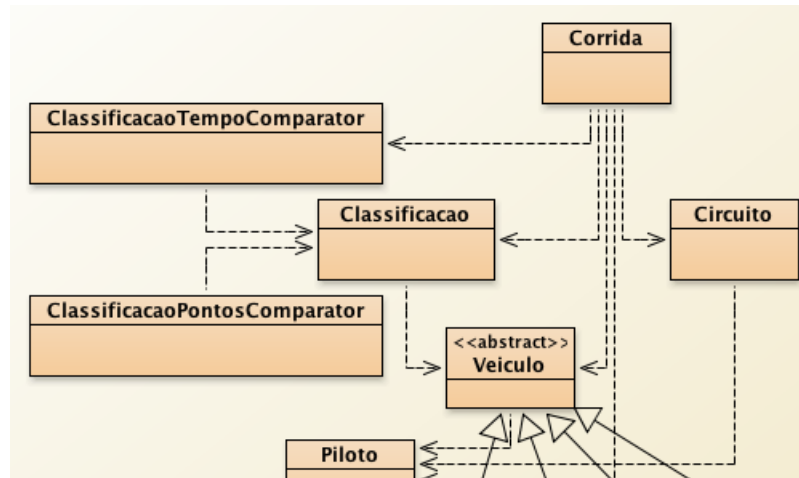 Corrida
ClassificacaoTempoComparator
Classificacao
Circuito
ClassificacaoPontosComparator
<<abstract>>
Veiculo
Piloto